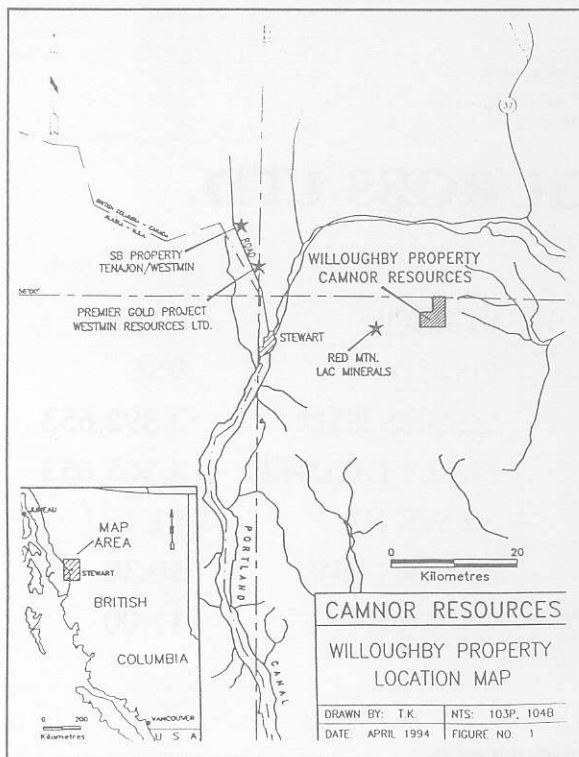 37
BRITISH COLUMBIA - CANADA
ALASKA - U.S.A.
SB PROPERTY
TENAJON/WESTMIN
ROAD
WILLOUGHBY PROPERTY
CAMNOR RESOURCES
56°00'
PREMIER GOLD PROJECT
WESTMIN RESOURCES LTD.
STEWART
RED MTN.
LAC MINERALS
JUNEAU
MAP
AREA
STEWART
BRITISH
COLUMBIA
VANCOUVER
0 200
Kilometres
U S A
PORTLAND
CANAL
0 20
Kilometres
CAMNOR RESOURCES
WILLOUGHBY PROPERTY
LOCATION MAP
DRAWN BY: T.K.
NTS: 103P, 104B
DATE: APRIL 1994
FIGURE NO. 1